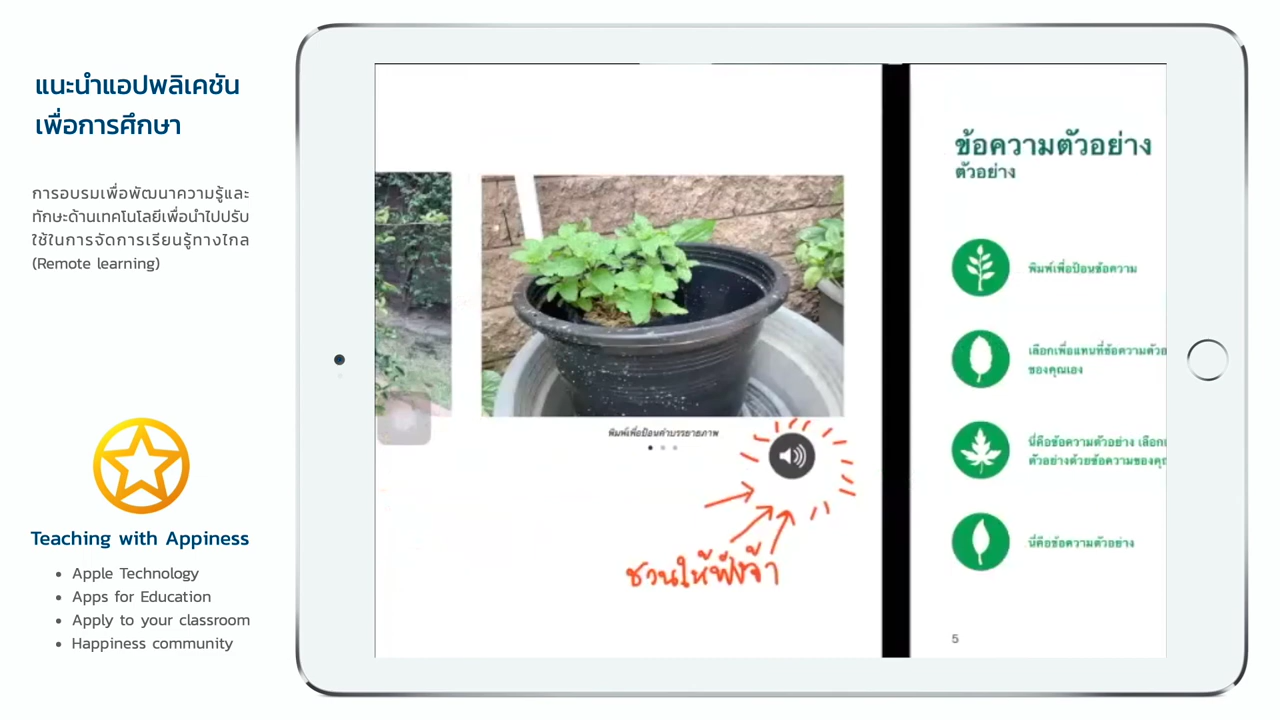 แนะนำแอปพลิเคชัน
เพื่อการศึกษา
การอบรมเพื่อพัฒนาความรู้และ
ทักษะด้านเทคโนโลยีเพื่อนำไปปรับ
ใช้ในการจัดการเรียนรู้ทางไกล
(Remote learning)
Teaching with Appiness
Apple Technology
Apps for Education
Apply to your classroom
Happiness community
พิมพ์เพื่อป้อนคำบรรยายภาพ
ชวนให้ฟังจ้า
ข้อความตัวอย่าง
ตัวอย่าง
พิมพ์เพื่อป้อนข้อความ
เลือกเพื่อแทนที่ข้อความตัวอ
ของคุณเอง
นี่คือข้อความตัวอย่าง เลือก
ตัวอย่างด้วยข้อความของคุณ
นี่คือข้อความตัวอย่าง
5